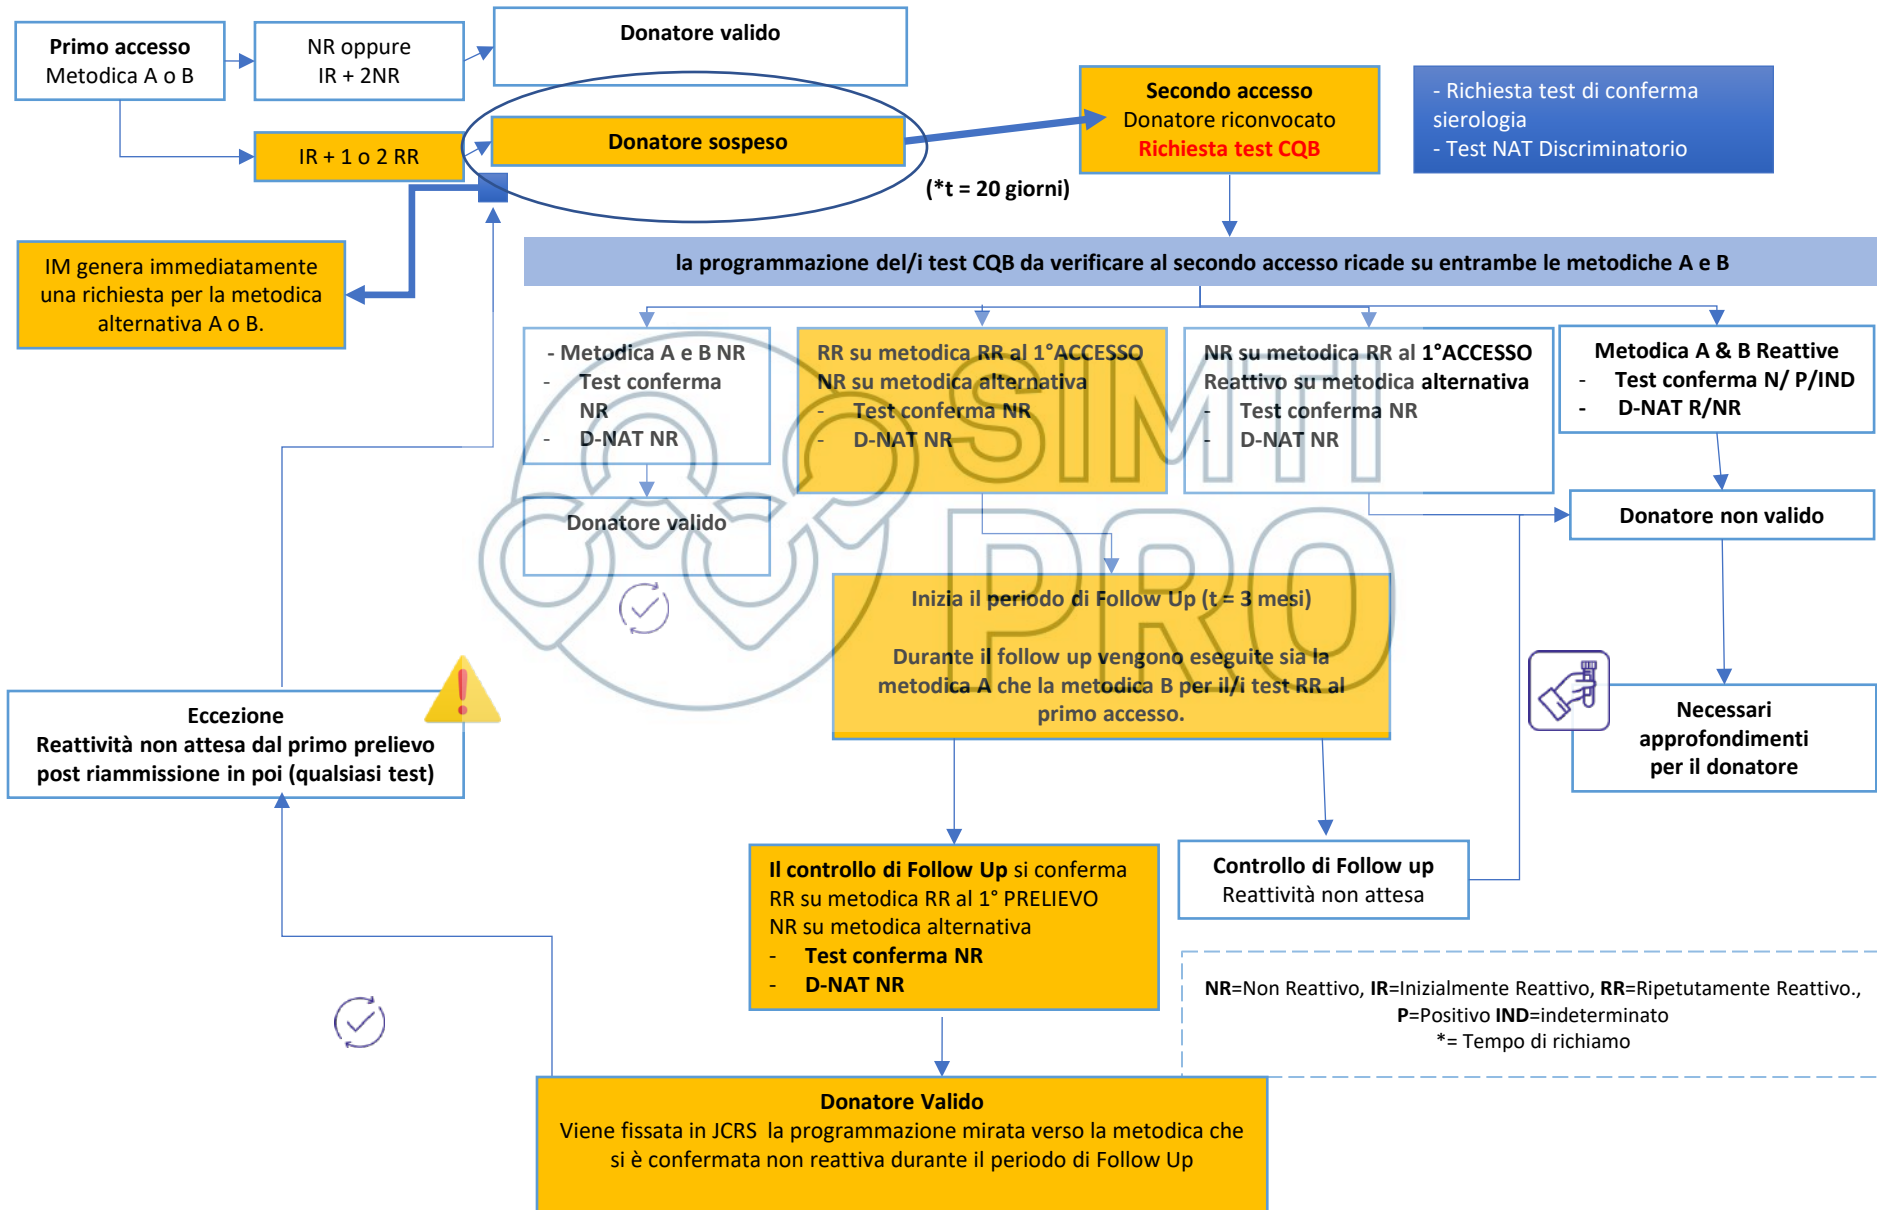 Primo accesso
Metodica A o B
NR oppure
IR + 2NR
Donatore valido
IR + 1 o 2 RR
Donatore sospeso
Secondo accesso
Donatore riconvocato
Richiesta test CQB
- Richiesta test di conferma
sierologia
- Test NAT Discriminatorio
(*t = 20 giorni)
IM genera immediatamente
una richiesta per la metodica
alternativa A o B.
la programmazione del/i test CQB da verificare al secondo accesso ricade su entrambe le metodiche A e B
- Metodica A e B NR
- Test conferma
NR
- D-NAT NR
RR su metodica RR al 1°ACCESSO
NR su metodica alternativa
- Test conferma NR
- D-NAT NR
NR su metodica RR al 1°ACCESSO
Reattivo su metodica alternativa
- Test conferma NR
- D-NAT NR
Metodica A & B Reattive
- Test conferma N/ P/IND
- D-NAT R/NR
Donatore valido
Donatore non valido
SIMTI
PRO
Inizia il periodo di Follow Up (t = 3 mesi)
Durante il follow up vengono eseguite sia la
metodica A che la metodica B per il/i test RR al
primo accesso.
Necessari
approfondimenti
per il donatore
Eccezione
Reattività non attesa dal primo prelievo
post riammissione in poi (qualsiasi test)
Il controllo di Follow Up si conferma
RR su metodica RR al 1° PRELIEVO
NR su metodica alternativa
- Test conferma NR
- D-NAT NR
Controllo di Follow up
Reattività non attesa
NR=Non Reattivo, IR=Inizialmente Reattivo, RR=Ripetutamente Reattivo.,
P=Positivo IND=indeterminato
*= Tempo di richiamo
Donatore Valido
Viene fissata in JCRS la programmazione mirata verso la metodica che
si è confermata non reattiva durante il periodo di Follow Up